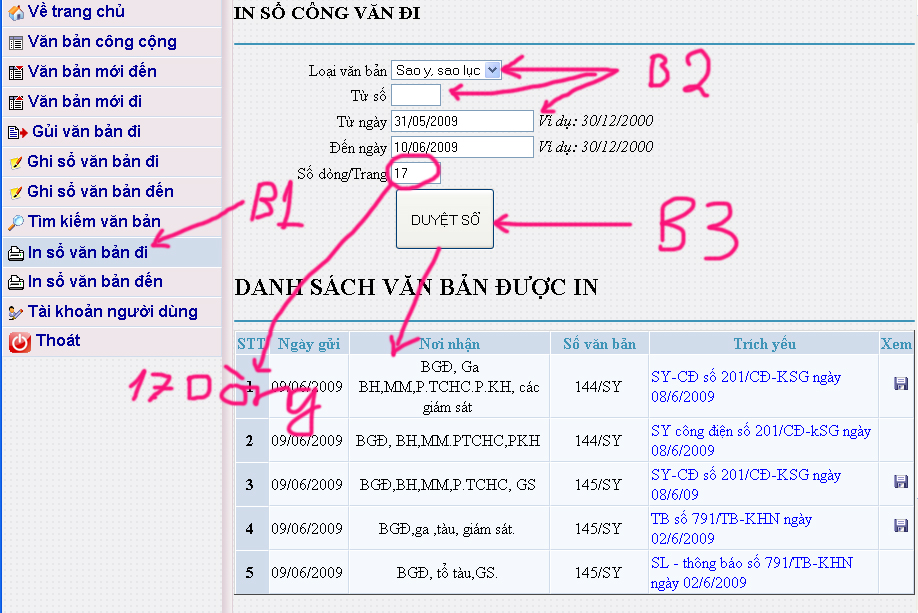 Về trang chủ
Văn bản công cộng
Văn bản mới đến
Văn bản mới đi
Gủi văn bản đi
Ghi sổ văn bản đi
Ghi sổ văn bản đến
Tìm kiếm văn bản
In sổ văn bản đi
In sổ văn bản đến
Tài khoản người dùng
Thoát
B1
IN SỔ CÔNG VĂN ĐI
Loại văn bản Sao y, sao lục
Từ số
Từ ngày 31/05/2009 Ví dụ: 30/12/2000
Đến ngày 10/06/2009 Ví dụ: 30/12/2000
Số dòng/Trang 17
DUYỆT SỔ
B2
B3
17 Dòng
DANH SÁCH VĂN BẢN ĐƯỢC IN
STT Ngày gửi Nơi nhận Số văn bản Trích yếu Xem
1 09/06/2009 BGĐ, Ga BH,MM,P.TCHC.P.KH, các giám sát 144/SY SY-CĐ số 201/CĐ-KSG ngày 08/6/2009
2 09/06/2009 BGĐ, BH,MM.PTCHC,PKH 144/SY SY công điện số 201/CĐ-kSG ngày 08/6/2009
3 09/06/2009 BGĐ,BH,MM,P.TCHC, GS 145/SY SY-CĐ số 201/CĐ-KSG ngày 08/6/09
4 09/06/2009 BGĐ,ga ,tàu, giám sát. 145/SY TB số 791/TB-KHN ngày 02/6/2009
5 09/06/2009 BGĐ, tổ tàu,GS. 145/SY SL - thông báo số 791/TB-KHN ngày 02/6/2009